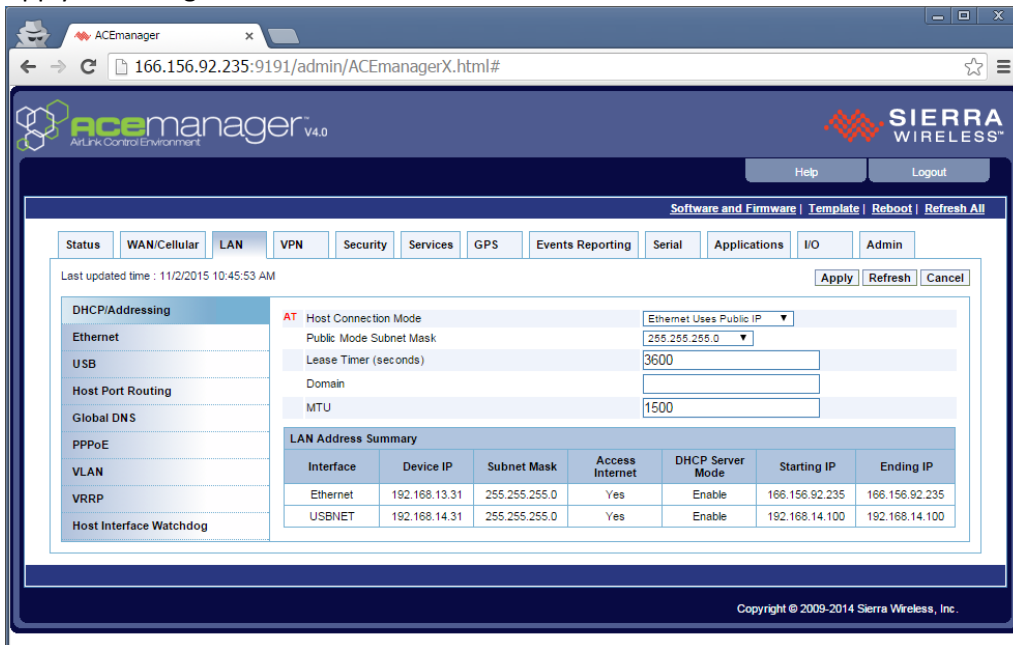 ACEmanager
166.156.92.235:9191/admin/ACEmanagerX.html#
acemanager™ V4.0
AirLink Control Environment
SIERRA
WIRELESS™
Help Logout
Software and Firmware | Template | Reboot | Refresh All
Status WAN/Cellular LAN VPN Security Services GPS Events Reporting Serial Applications I/O Admin
Last updated time : 11/2/2015 10:45:53 AM
Apply Refresh Cancel
DHCP/Addressing
Ethernet
USB
Host Port Routing
Global DNS
PPPoE
VLAN
VRRP
Host Interface Watchdog
AT Host Connection Mode Ethernet Uses Public IP
Public Mode Subnet Mask 255.255.255.0
Lease Timer (seconds) 3600
Domain
MTU 1500
LAN Address Summary
Interface Device IP Subnet Mask Access Internet DHCP Server Mode Starting IP Ending IP
Ethernet 192.168.13.31 255.255.255.0 Yes Enable 166.156.92.235 166.156.92.235
USBNET 192.168.14.31 255.255.255.0 Yes Enable 192.168.14.100 192.168.14.100
Copyright © 2009-2014 Sierra Wireless, Inc.